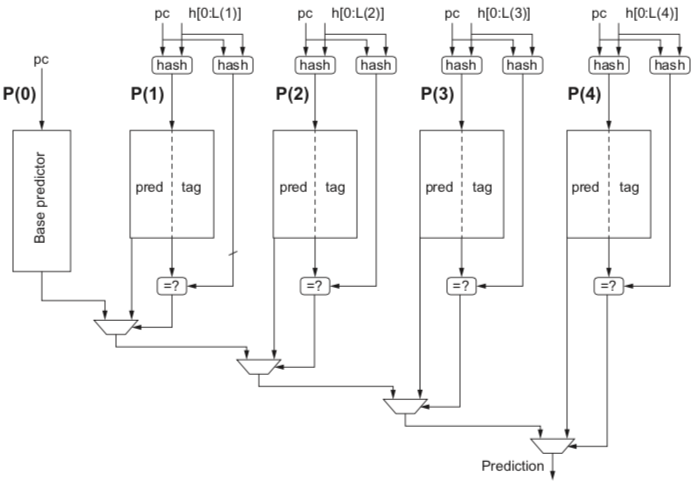 pc h[0:L(1)] pc h[0:L(2)] pc h[0:L(3)] pc h[0:L(4)]
hash hash hash hash hash hash hash hash
pc
P(0) P(1) P(2) P(3) P(4)
Base predictor
pred tag pred tag pred tag pred tag
=? =? =? =?
Prediction